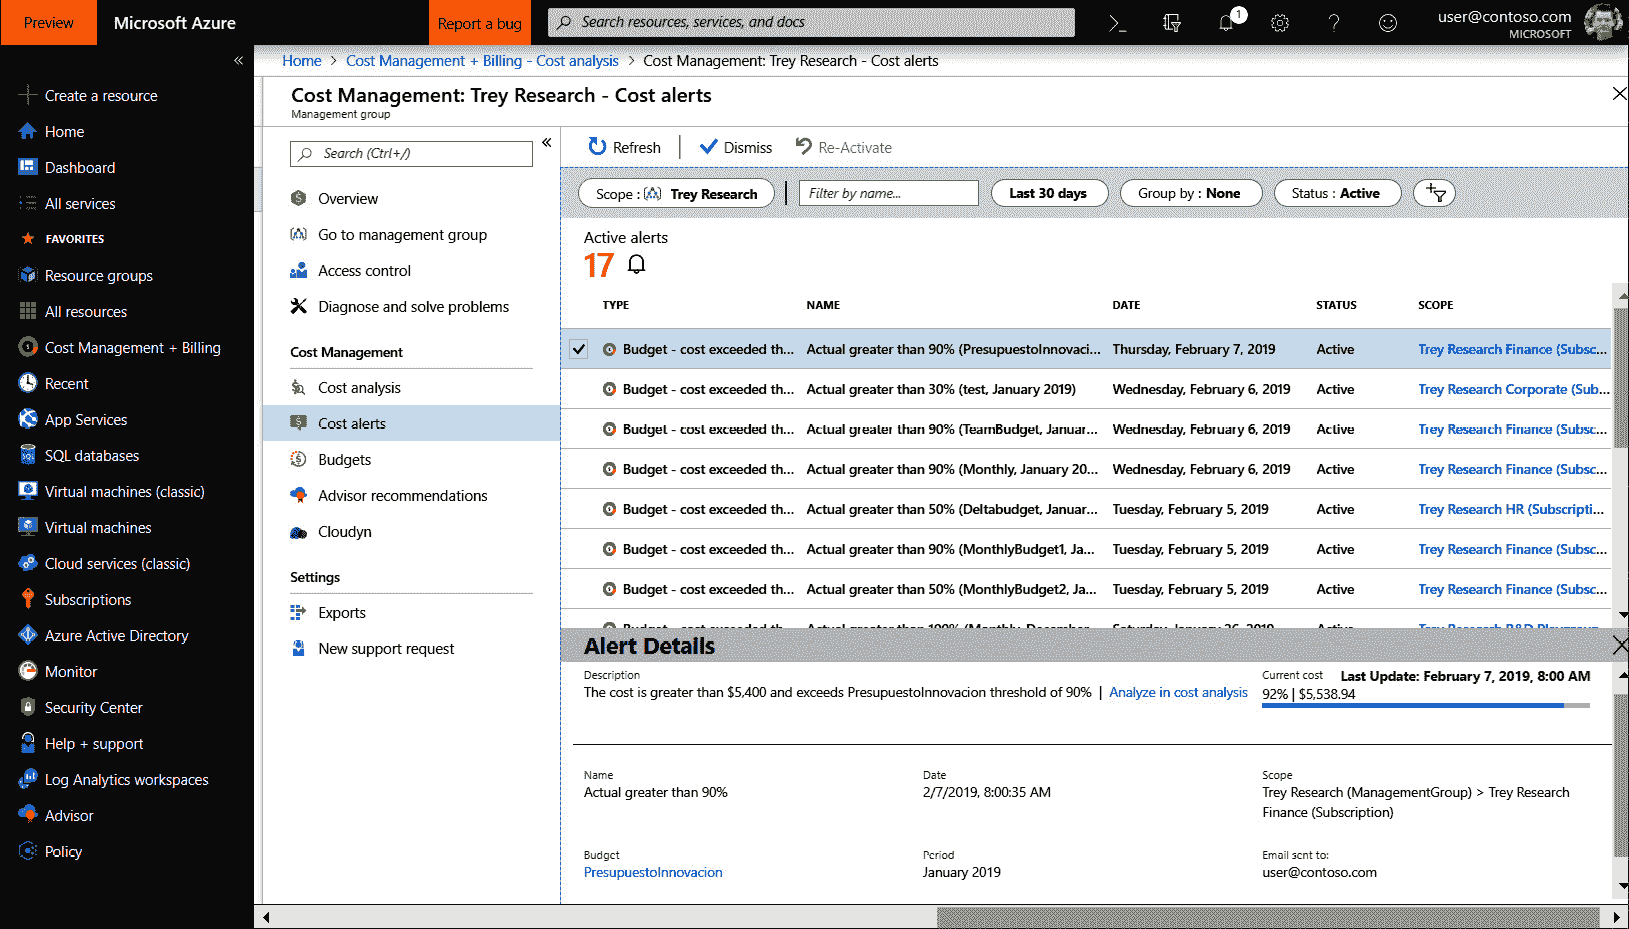 Preview
Microsoft Azure
Report a bug
Search resources, services, and docs
1
user@contoso.com
MICROSOFT
Create a resource
Home
Dashboard
All services
FAVORITES
Resource groups
All resources
Cost Management + Billing
Recent
App Services
SQL databases
Virtual machines (classic)
Virtual machines
Cloud services (classic)
Subscriptions
Azure Active Directory
Monitor
Security Center
Help + support
Log Analytics workspaces
Advisor
Policy
Home > Cost Management + Billing - Cost analysis > Cost Management: Trey Research - Cost alerts
Cost Management: Trey Research - Cost alerts
Management group
Search (Ctrl+/)
Overview
Go to management group
Access control
Diagnose and solve problems
Cost Management
Cost analysis
Cost alerts
Budgets
Advisor recommendations
Cloudyn
Settings
Exports
New support request
Refresh Dismiss Re-Activate
Scope : Trey Research Filter by name... Last 30 days Group by : None Status : Active
Active alerts
17
TYPE NAME DATE STATUS SCOPE
Budget - cost exceeded th... Actual greater than 90% (PresupuestoInnovaci... Thursday, February 7, 2019 Active Trey Research Finance (Subsc...
Budget - cost exceeded th... Actual greater than 30% (test, January 2019) Wednesday, February 6, 2019 Active Trey Research Corporate (Sub...
Budget - cost exceeded th... Actual greater than 90% (TeamBudget, Januar... Wednesday, February 6, 2019 Active Trey Research Finance (Subsc...
Budget - cost exceeded th... Actual greater than 90% (Monthly, January 20... Wednesday, February 6, 2019 Active Trey Research Finance (Subsc...
Budget - cost exceeded th... Actual greater than 50% (Deltabudget, Januar... Tuesday, February 5, 2019 Active Trey Research HR (Subscripti...
Budget - cost exceeded th... Actual greater than 90% (MonthlyBudget1, Ja... Tuesday, February 5, 2019 Active Trey Research Finance (Subsc...
Budget - cost exceeded th... Actual greater than 50% (MonthlyBudget2, Ja... Tuesday, February 5, 2019 Active Trey Research Finance (Subsc...
Alert Details
Description
The cost is greater than $5,400 and exceeds PresupuestoInnovacion threshold of 90% | Analyze in cost analysis
Current cost Last Update: February 7, 2019, 8:00 AM
92% | $5,538.94
Name
Actual greater than 90%
Date
2/7/2019, 8:00:35 AM
Scope
Trey Research (ManagementGroup) > Trey Research
Finance (Subscription)
Budget
PresupuestoInnovacion
Period
January 2019
Email sent to:
user@contoso.com